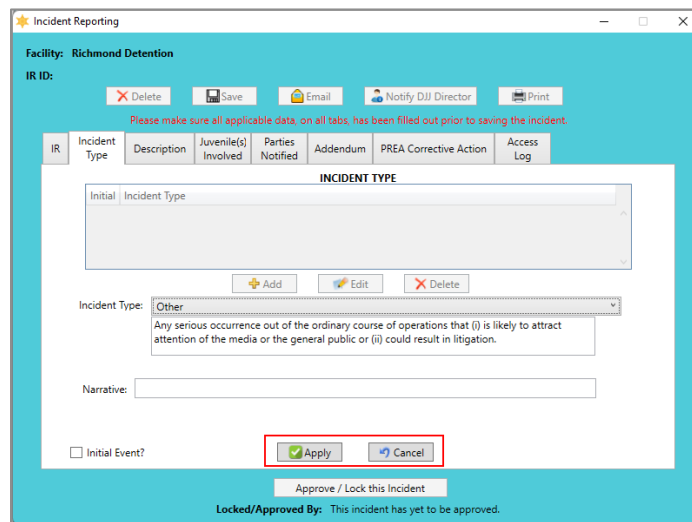 Incident Reporting
Facility: Richmond Detention
IR ID:
Delete Save Email Notify DJJ Director Print
Please make sure all applicable data, on all tabs, has been filled out prior to saving the incident.
IR Incident Type Description Juvenile(s) Involved Parties Notified Addendum PREA Corrective Action Access Log
INCIDENT TYPE
Initial Incident Type
Add Edit Delete
Incident Type: Other
Any serious occurrence out of the ordinary course of operations that (i) is likely to attract
attention of the media or the general public or (ii) could result in litigation.
Narrative:
Initial Event? Apply Cancel
Approve / Lock this Incident
Locked/Approved By: This incident has yet to be approved.